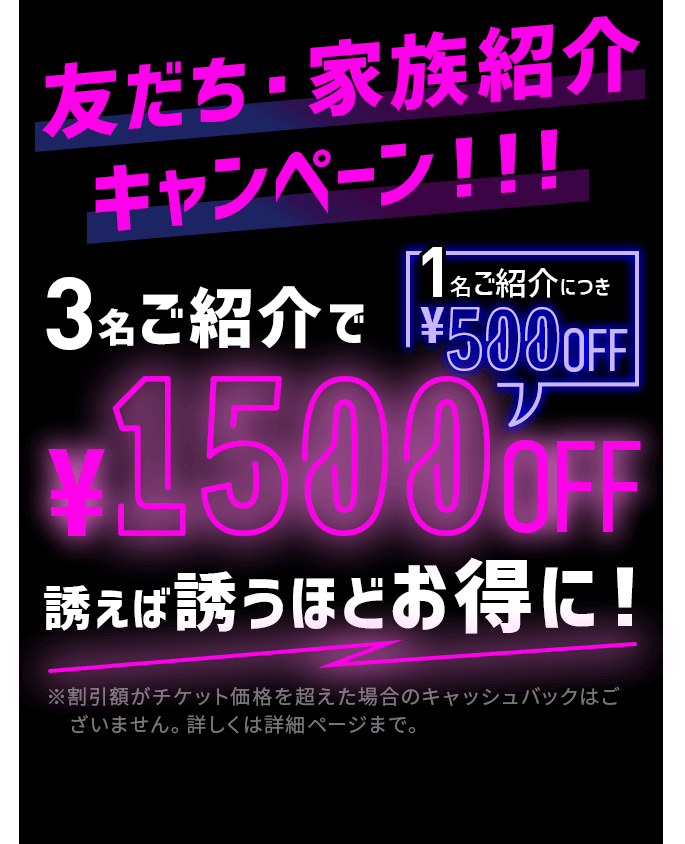 友だち・家族紹介
キャンペーン！！！
3名ご紹介で
1名ご紹介につき
¥500OFF
¥1500OFF
誘えば誘うほどお得に！
※割引額がチケット価格を超えた場合のキャッシュバックはご
ざいません。詳しくは詳細ページまで。